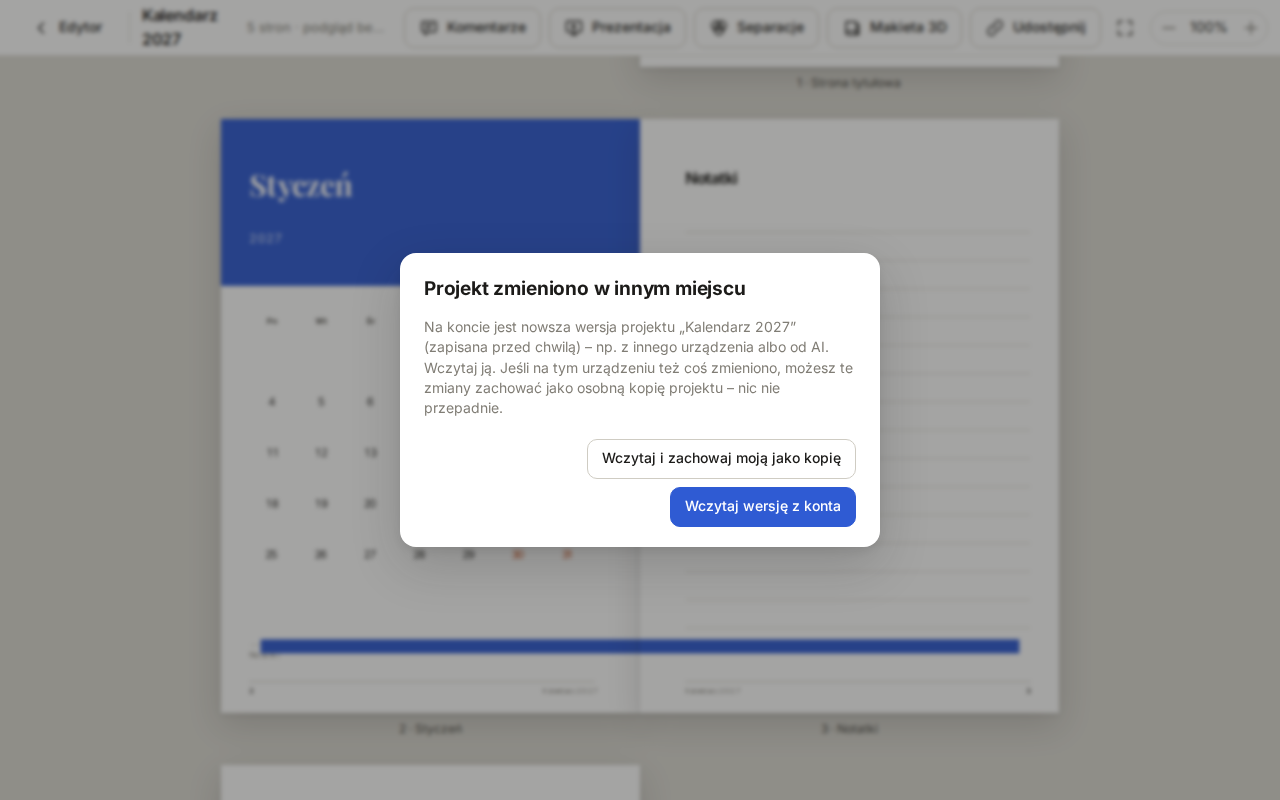 Edytor
Kalendarz
2027
5 stron · podgląd be...
Komentarze
Prezentacja
Separacje
Makieta 3D
Udostępnij
100%
1 · Strona tytułowa
Styczeń
2027
Notatki
Projekt zmieniono w innym miejscu
Na koncie jest nowsza wersja projektu „Kalendarz 2027”
(zapisana przed chwilą) – np. z innego urządzenia albo od AI.
Wczytaj ją. Jeśli na tym urządzeniu też coś zmieniono, możesz te
zmiany zachować jako osobną kopię projektu – nic nie
przepadnie.
Wczytaj i zachowaj moją jako kopię
Wczytaj wersję z konta
4 5 6
11 12 13
18 19 20
25 26 27 28 29 30 31
2 · Styczeń
3 · Notatki